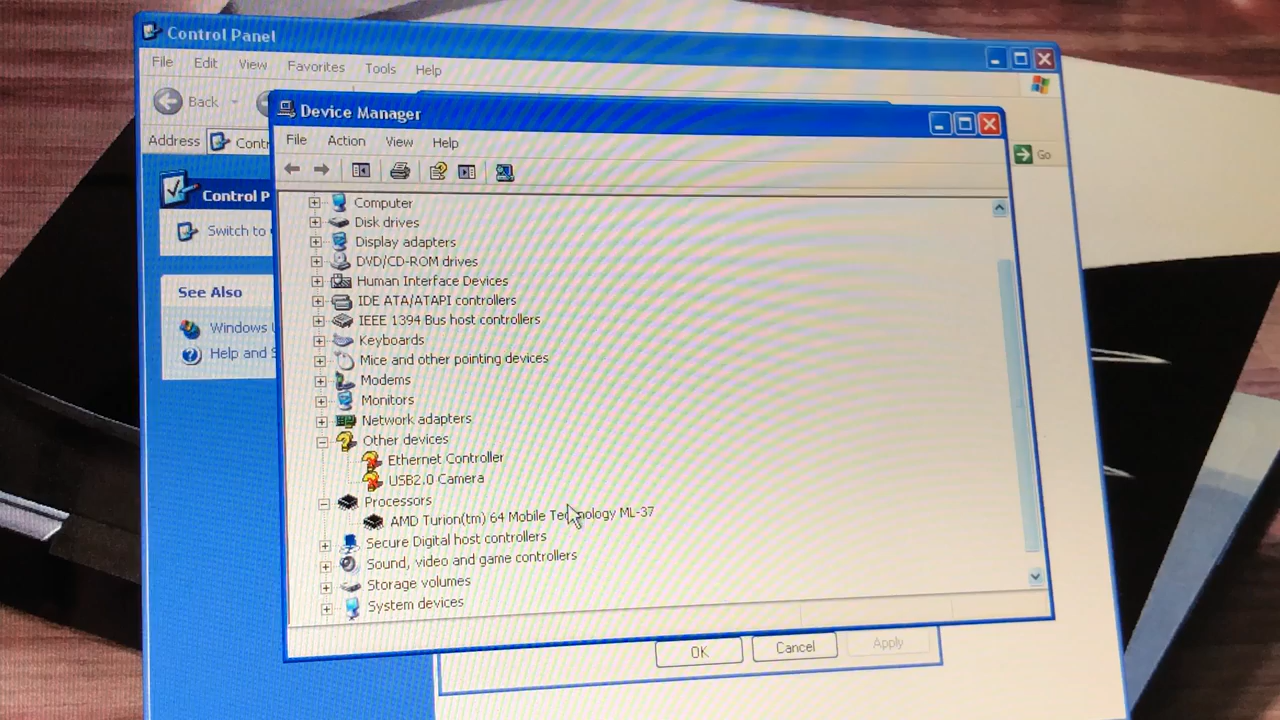 Control Panel
File Edit View Favorites Tools Help
Back
Address Contr
Go
Control P
Switch to
See Also
Windows U
Help and S
Device Manager
File Action View Help
Computer
Disk drives
Display adapters
DVD/CD-ROM drives
Human Interface Devices
IDE ATA/ATAPI controllers
IEEE 1394 Bus host controllers
Keyboards
Mice and other pointing devices
Modems
Monitors
Network adapters
Other devices
Ethernet Controller
USB2.0 Camera
Processors
AMD Turion(tm) 64 Mobile Technology ML-37
Secure Digital host controllers
Sound, video and game controllers
Storage volumes
System devices
OK Cancel Apply